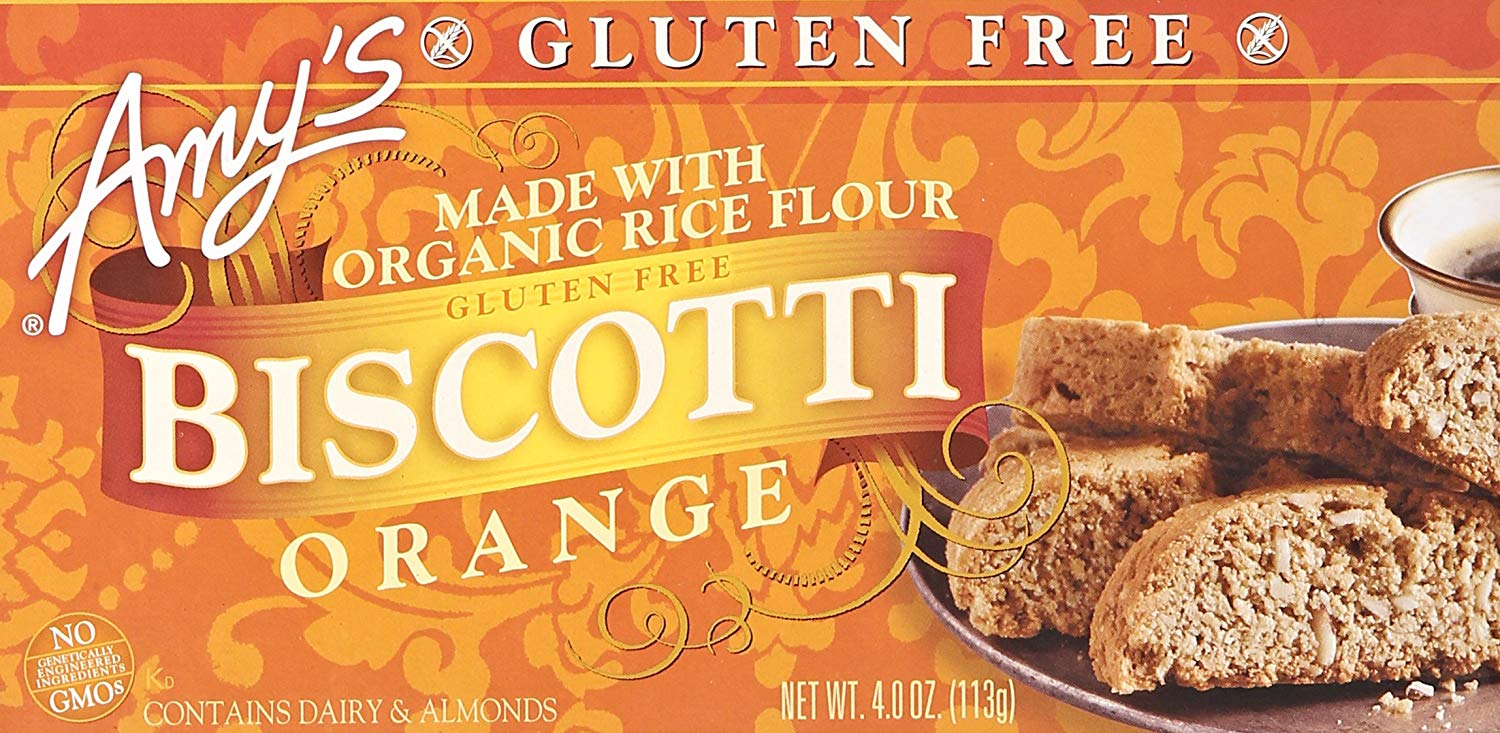 Amy's
®
GLUTEN FREE
MADE WITH
ORGANIC RICE FLOUR
GLUTEN FREE
BISCOTTI
ORANGE
NO
GENETICALLY
ENGINEERED
INGREDIENTS
GMOs
KD
CONTAINS DAIRY & ALMONDS
NET WT. 4.0 OZ. (113g)